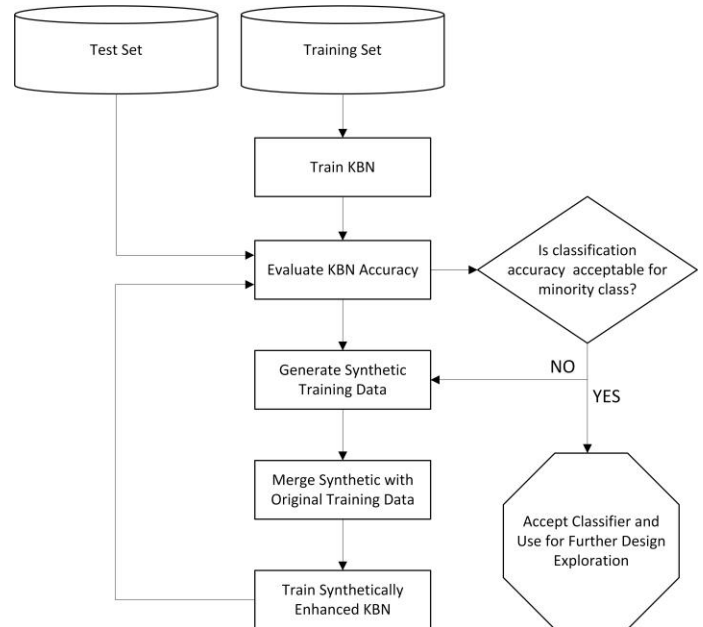 Test Set
Training Set
Train KBN
Evaluate KBN Accuracy
Is classification
accuracy acceptable for
minority class?
Generate Synthetic
Training Data
NO
YES
Merge Synthetic with
Original Training Data
Accept Classifier and
Use for Further Design
Exploration
Train Synthetically
Enhanced KBN